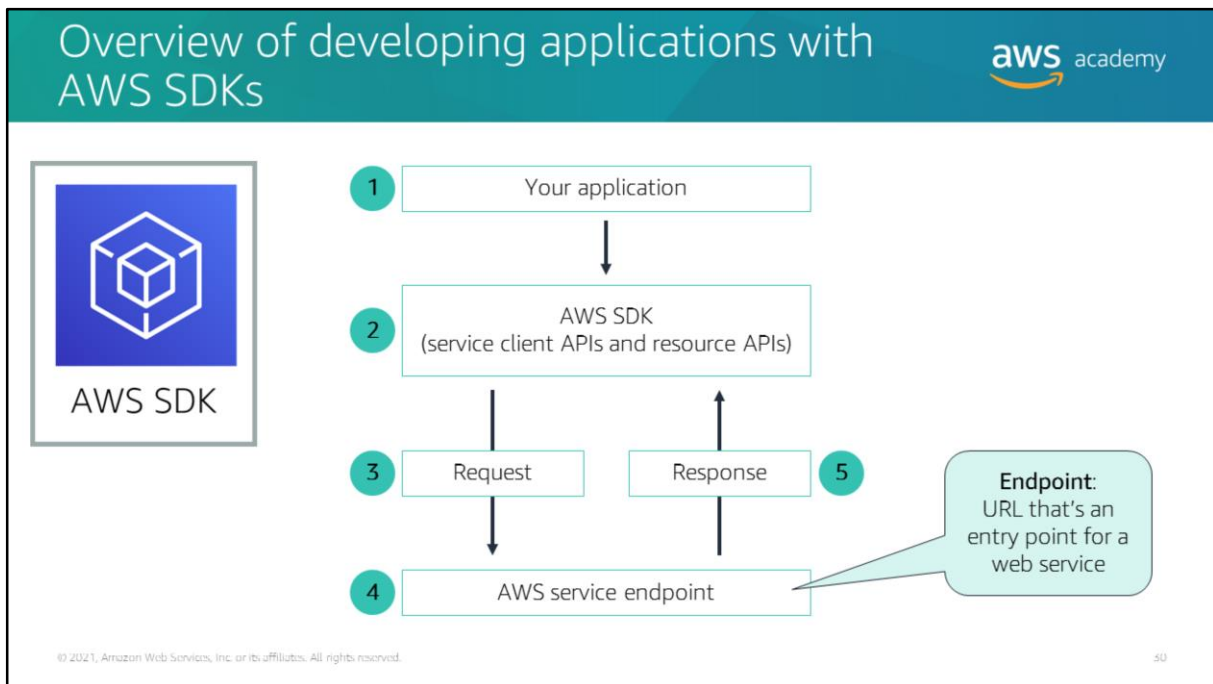 Overview of developing applications with
AWS SDKs
aws academy
AWS SDK
1
Your application
2
AWS SDK
(service client APIs and resource APIs)
3
Request
Response
5
4
AWS service endpoint
Endpoint:
URL that's an
entry point for a
web service
© 2021, Amazon Web Services, Inc. or its affiliates. All rights reserved.
30